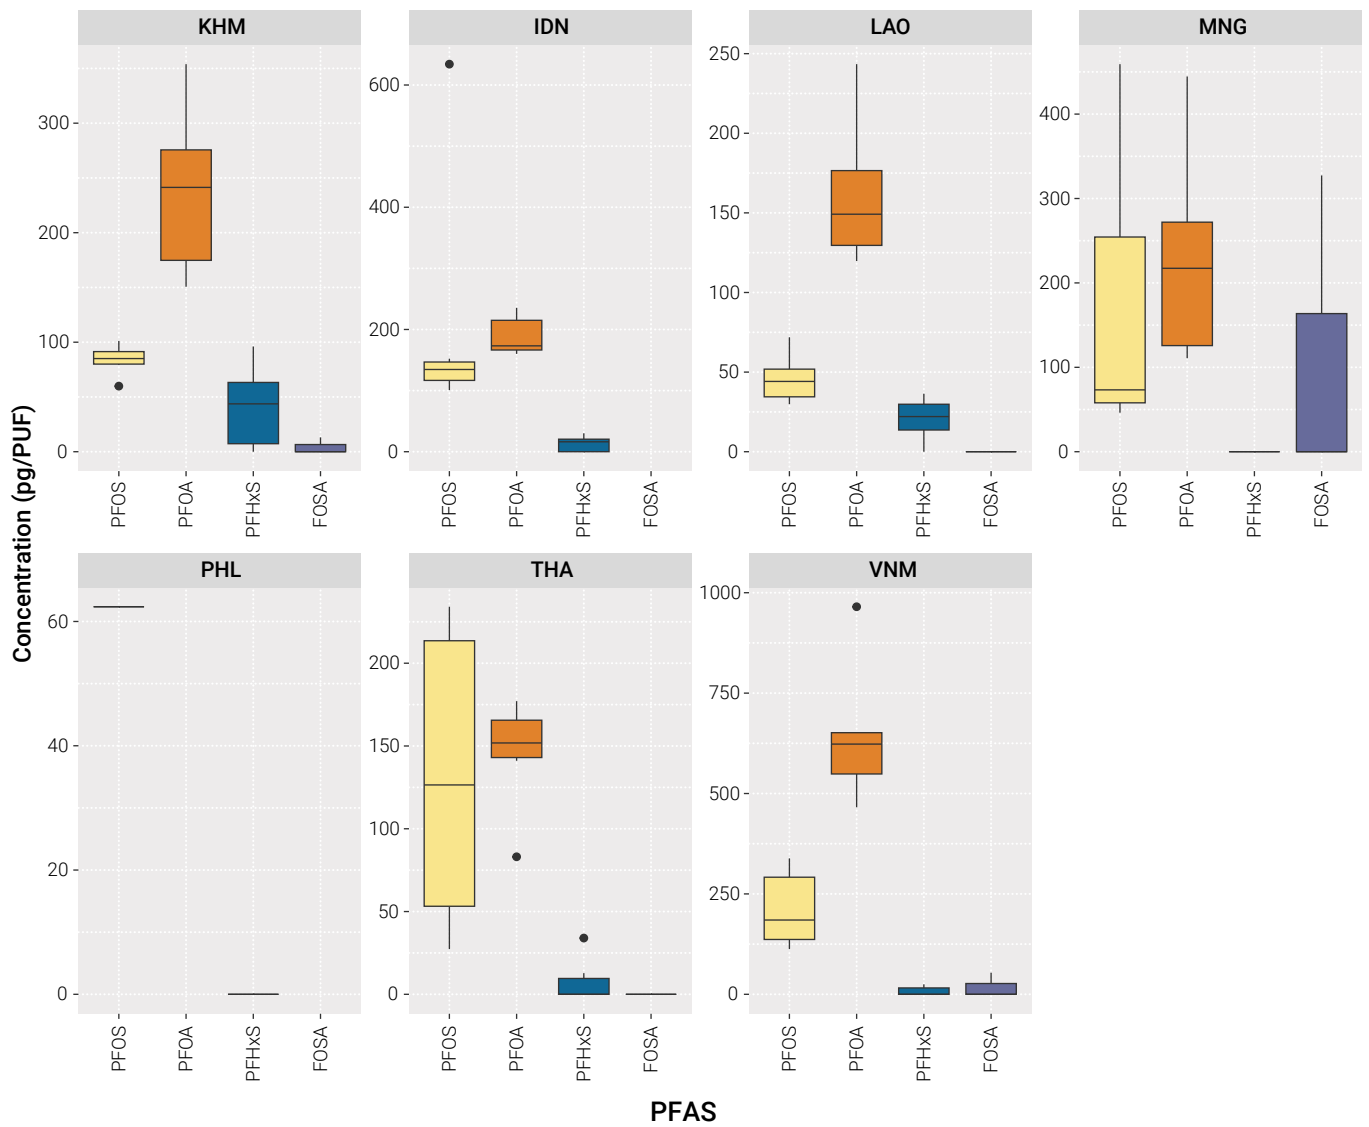 KHM
IDN
LAO
MNG
Concentration (pg/PUF)
300
200
100
0
600
400
200
0
250
200
150
100
50
0
400
300
200
100
0
PFOS
PFOA
PFHxS
FOSA
PFOS
PFOA
PFHxS
FOSA
PFOS
PFOA
PFHxS
FOSA
PFOS
PFOA
PFHxS
FOSA
PHL
THA
VNM
60
40
20
0
200
150
100
50
0
1000
750
500
250
0
PFOS
PFOA
PFHxS
FOSA
PFOS
PFOA
PFHxS
FOSA
PFOS
PFOA
PFHxS
FOSA
PFAS